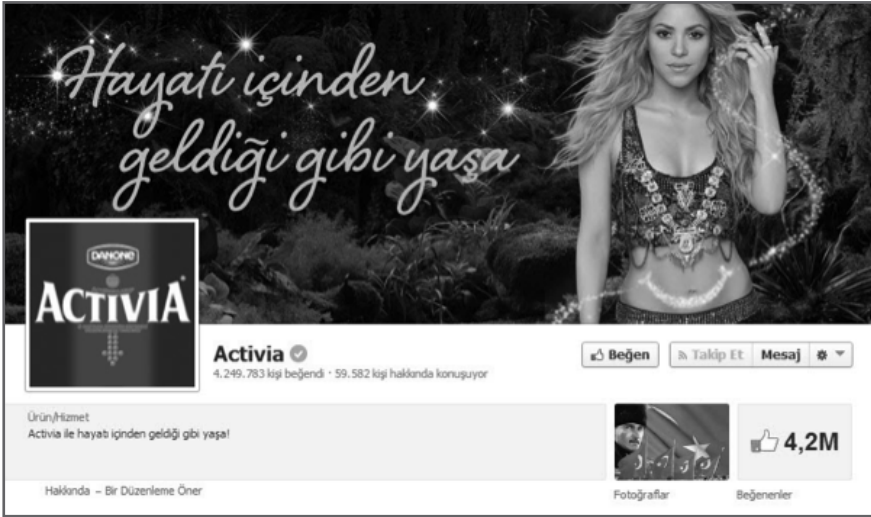 Hayatı içinden
geldiği gibi yaşa
DANONE
ACTIVIA
Activia
4.249.783 kişi beğendi · 59.582 kişi hakkında konuşuyor
Beğen
Takip Et
Mesaj
Ürün/Hizmet
Activia ile hayatı içinden geldiği gibi yaşa!
4,2M
Hakkında – Bir Düzenleme Öner
Fotoğraflar
Beğenenler